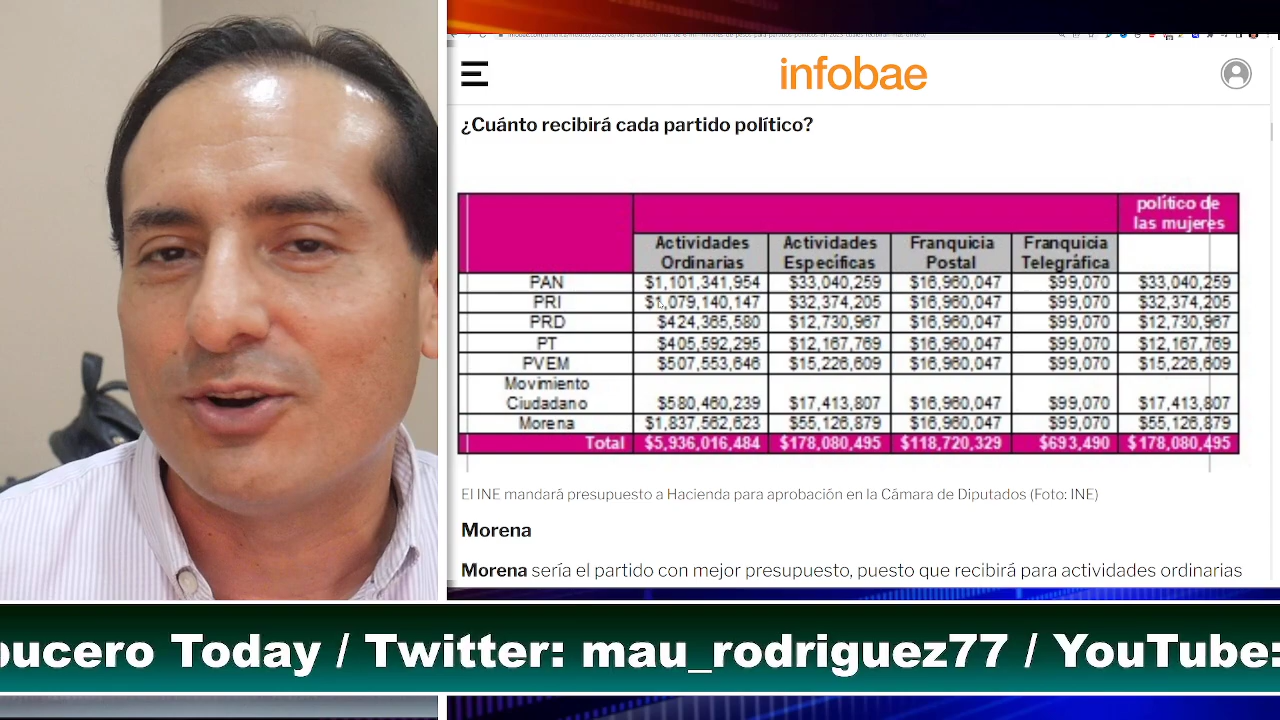 infobae
¿Cuánto recibirá cada partido político?
político de
las mujeres
Actividades Ordinarias Actividades Específicas Franquicia Postal Franquicia Telegráfica
PAN $1,101,341,954 $33,040,259 $16,960,047 $99,070 $33,040,259
PRI $1,079,140,147 $32,374,205 $16,960,047 $99,070 $32,374,205
PRD $424,365,580 $12,730,967 $16,960,047 $99,070 $12,730,967
PT $405,592,295 $12,167,769 $16,960,047 $99,070 $12,167,769
PVEM $507,553,646 $15,226,609 $16,960,047 $99,070 $15,226,609
Movimiento
Ciudadano $580,460,239 $17,413,807 $16,960,047 $99,070 $17,413,807
Morena $1,837,562,623 $55,126,879 $16,960,047 $99,070 $55,126,879
Total $5,936,016,484 $178,080,495 $118,720,329 $693,490 $178,080,495
El INE mandará presupuesto a Hacienda para aprobación en la Cámara de Diputados (Foto: INE)
Morena
Morena sería el partido con mejor presupuesto, puesto que recibirá para actividades ordinarias
bucero Today / Twitter: mau_rodriguez77 / YouTube: